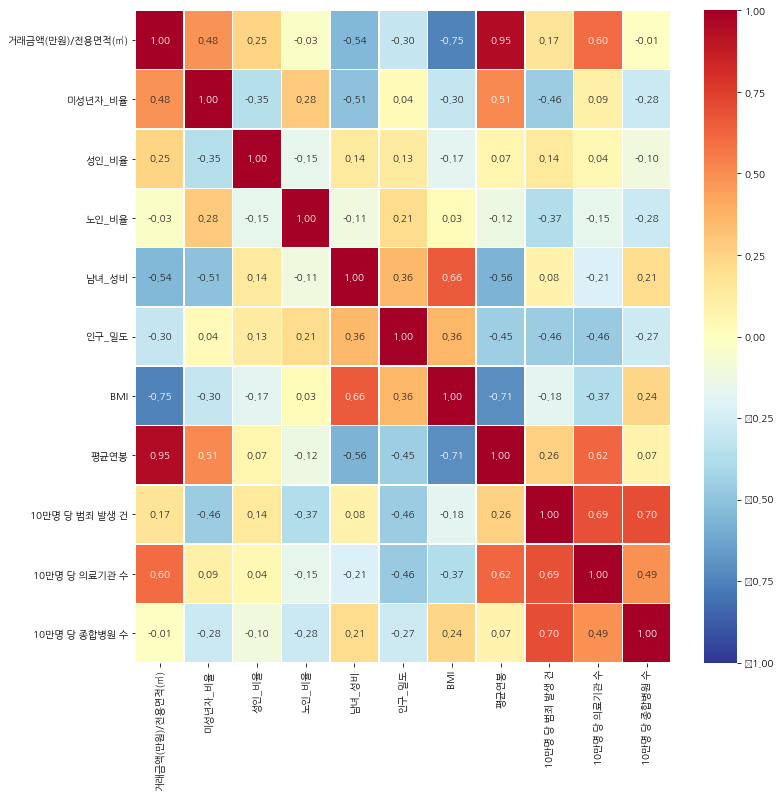 거래금액(만원)/전용면적(㎡) 1.00 0.48 0.25 -0.03 -0.54 -0.30 -0.75 0.95 0.17 0.60 -0.01
미성년자_비율 0.48 1.00 -0.35 0.28 -0.51 0.04 -0.30 0.51 -0.46 0.09 -0.28
성인_비율 0.25 -0.35 1.00 -0.15 0.14 0.13 -0.17 0.07 0.14 0.04 -0.10
노인_비율 -0.03 0.28 -0.15 1.00 -0.11 0.21 0.03 -0.12 -0.37 -0.15 -0.28
남녀_성비 -0.54 -0.51 0.14 -0.11 1.00 0.36 0.66 -0.56 0.08 -0.21 0.21
인구_밀도 -0.30 0.04 0.13 0.21 0.36 1.00 0.36 -0.45 -0.46 -0.46 -0.27
BMI -0.75 -0.30 -0.17 0.03 0.66 0.36 1.00 -0.71 -0.18 -0.37 0.24
평균연봉 0.95 0.51 0.07 -0.12 -0.56 -0.45 -0.71 1.00 0.26 0.62 0.07
10만명 당 범죄 발생 건 0.17 -0.46 0.14 -0.37 0.08 -0.46 -0.18 0.26 1.00 0.69 0.70
10만명 당 의료기관 수 0.60 0.09 0.04 -0.15 -0.21 -0.46 -0.37 0.62 0.69 1.00 0.49
10만명 당 종합병원 수 -0.01 -0.28 -0.10 -0.28 0.21 -0.27 0.24 0.07 0.70 0.49 1.00
거래금액(만원)/전용면적(㎡)
미성년자_비율
성인_비율
노인_비율
남녀_성비
인구_밀도
BMI
평균연봉
10만명 당 범죄 발생 건
10만명 당 의료기관 수
10만명 당 종합병원 수
1.00
0.75
0.50
0.25
0.00
☒0.25
☒0.50
☒0.75
☒1.00